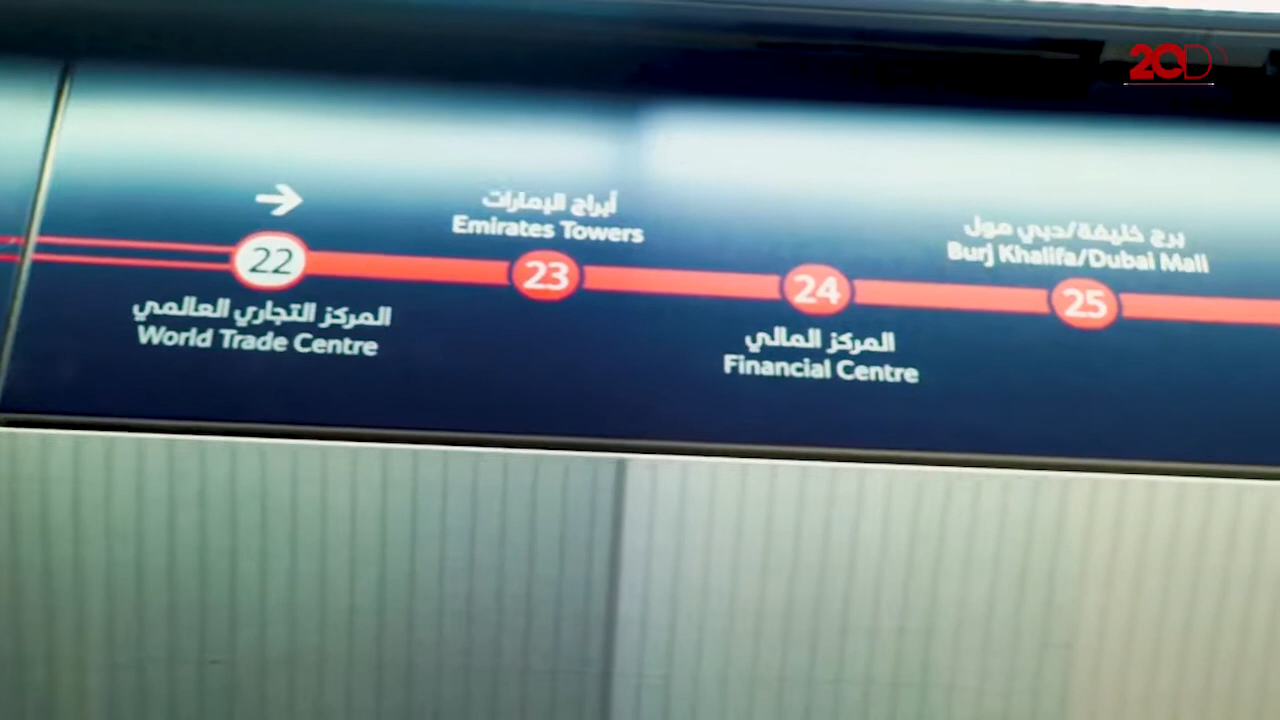 20D
→
أبراج الإمارات
Emirates Towers
برج خليفة/دبي مول
Burj Khalifa/Dubai Mall
22
23
24
25
المركز التجاري العالمي
World Trade Centre
المركز المالي
Financial Centre